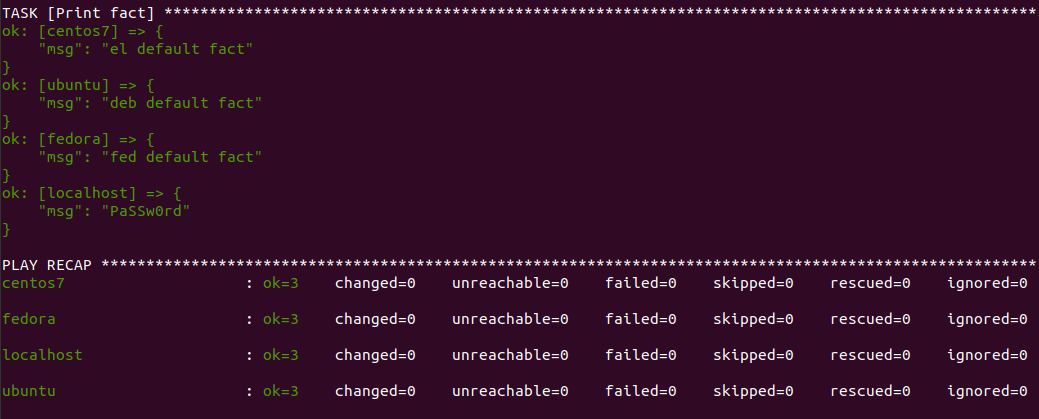 TASK [Print fact] *************************************************************************************************
ok: [centos7] => {
    "msg": "el default fact"
}
ok: [ubuntu] => {
    "msg": "deb default fact"
}
ok: [fedora] => {
    "msg": "fed default fact"
}
ok: [localhost] => {
    "msg": "PaSSw0rd"
}
PLAY RECAP ********************************************************************************************************
centos7                    : ok=3    changed=0    unreachable=0    failed=0    skipped=0    rescued=0    ignored=0
fedora                     : ok=3    changed=0    unreachable=0    failed=0    skipped=0    rescued=0    ignored=0
localhost                  : ok=3    changed=0    unreachable=0    failed=0    skipped=0    rescued=0    ignored=0
ubuntu                     : ok=3    changed=0    unreachable=0    failed=0    skipped=0    rescued=0    ignored=0